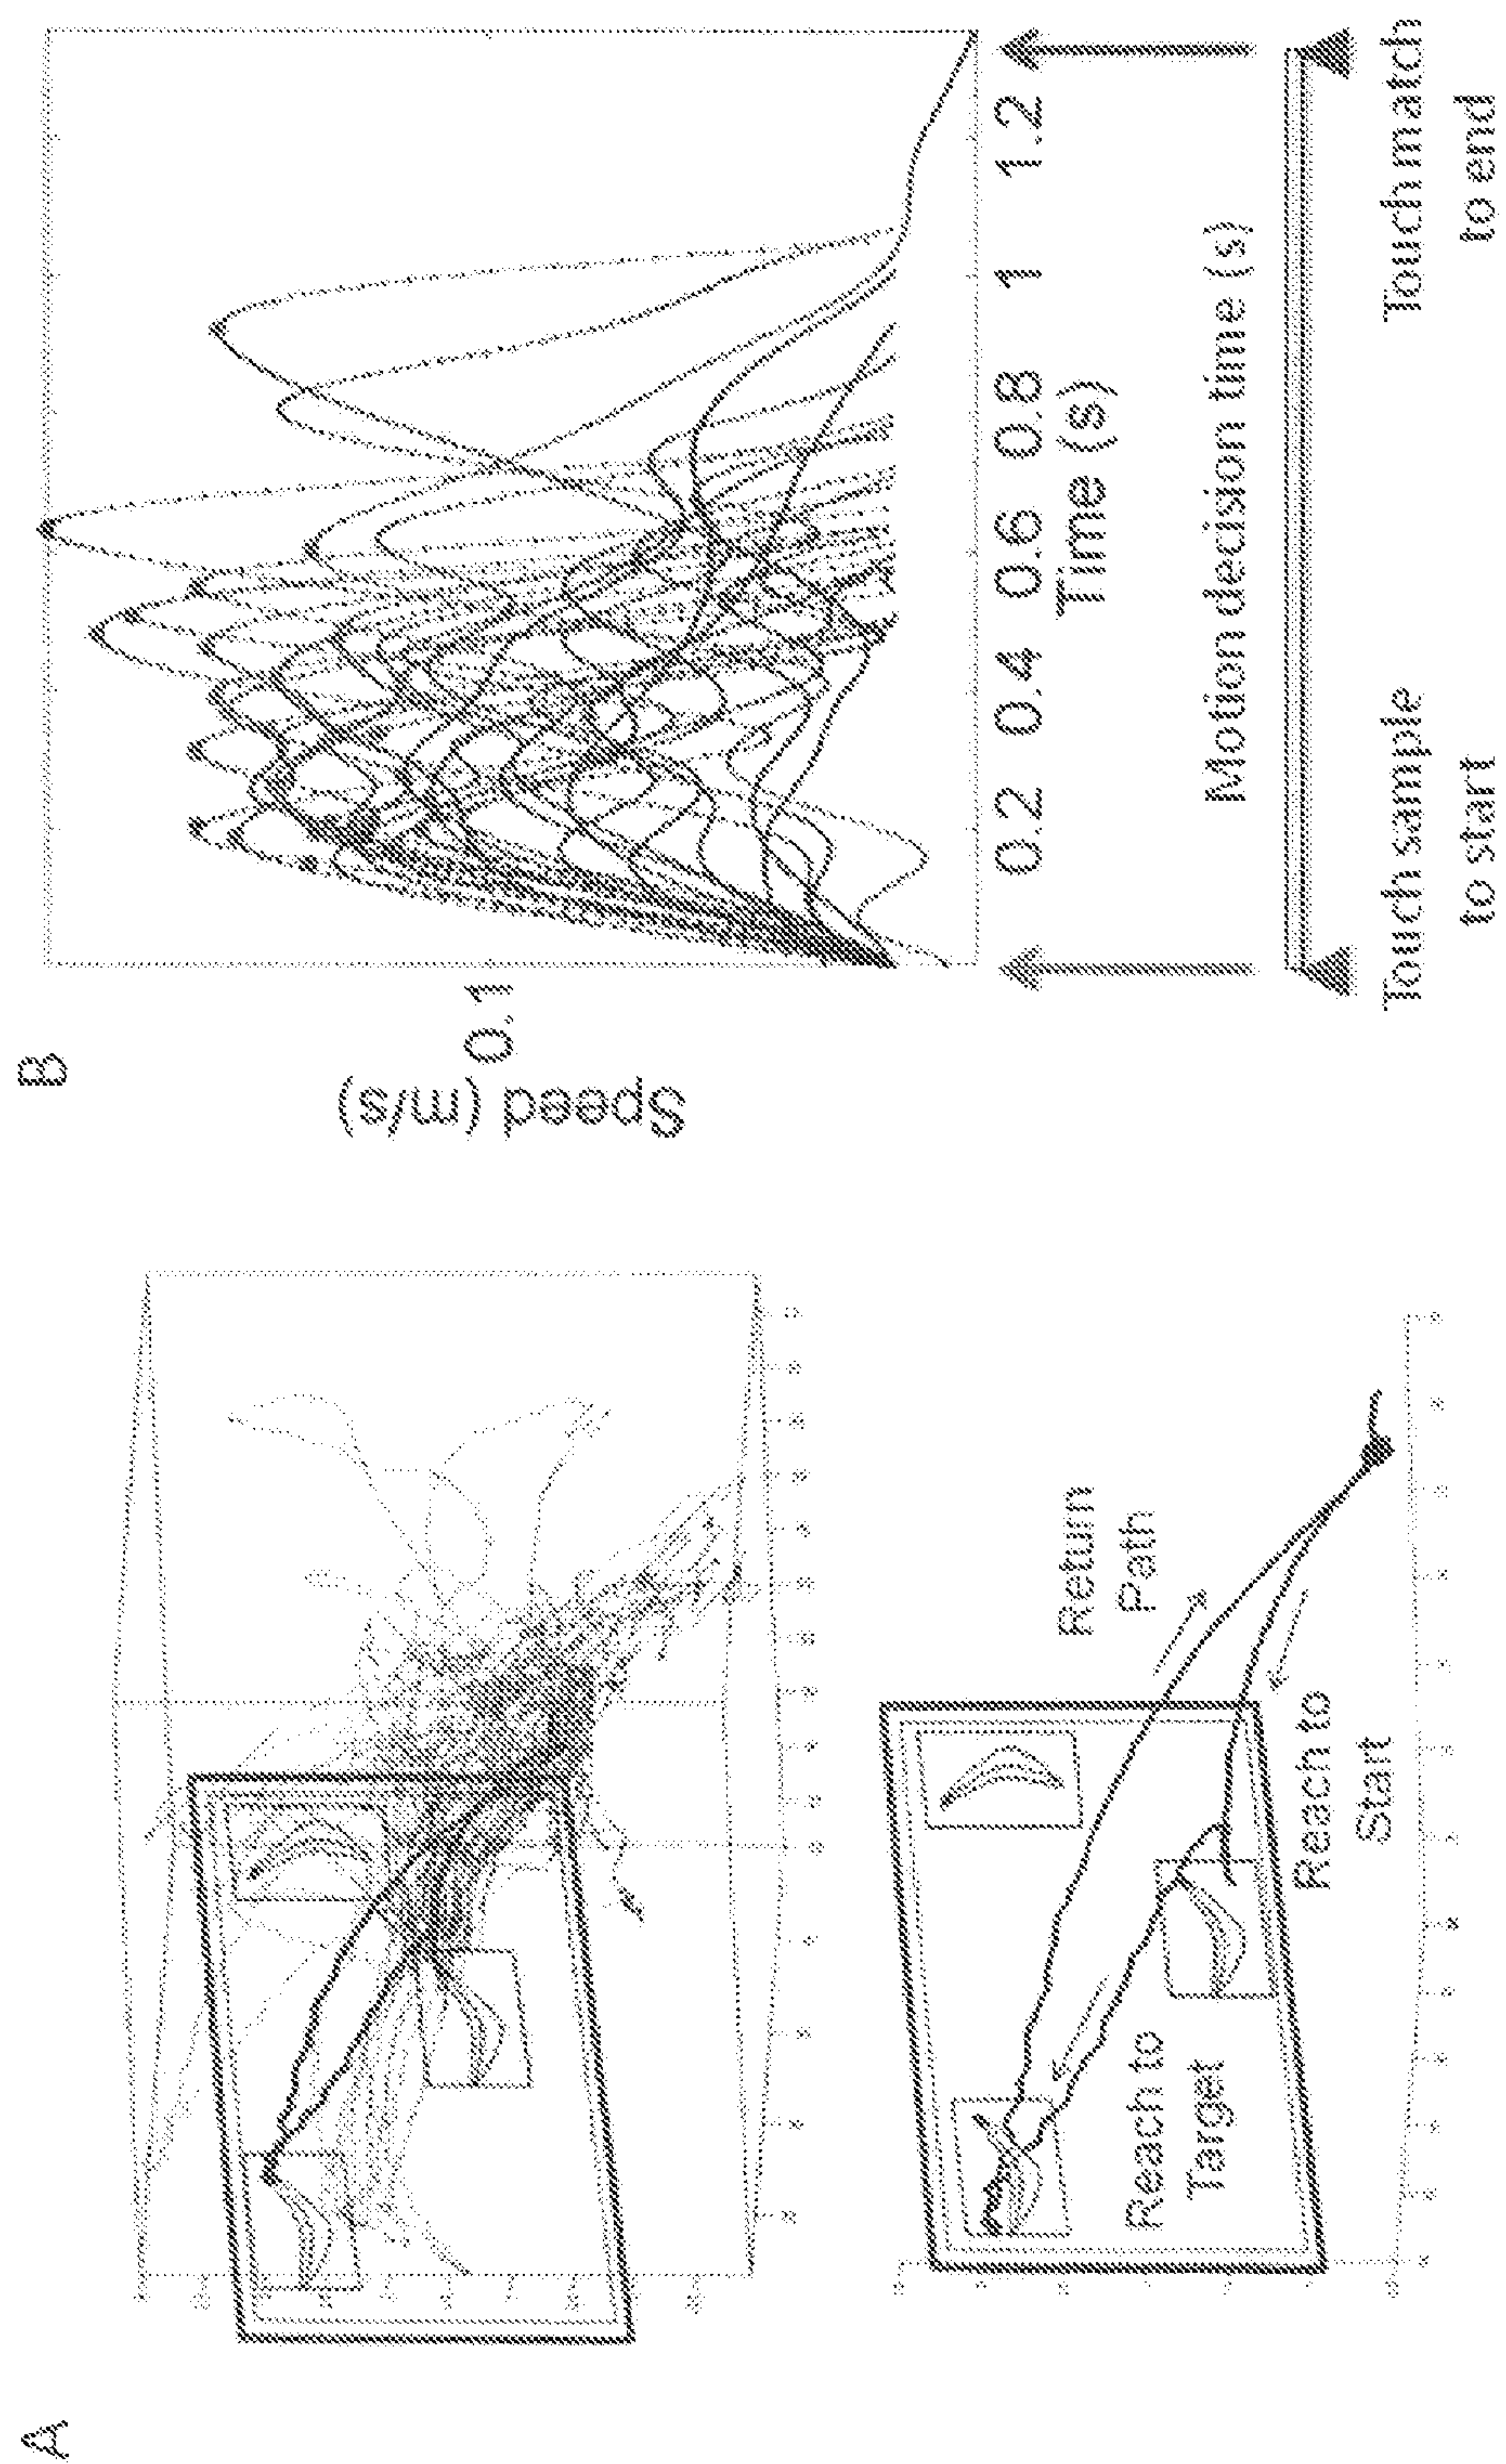 A
Return
Path
Reach to
Target
Reach to
Start
B
Speed (m/s)
0.1
0.2 0.4 0.6 0.8 1 1.2
Time (s)
Motion decision time (s)
Touch sample
to start
Touch match
to end